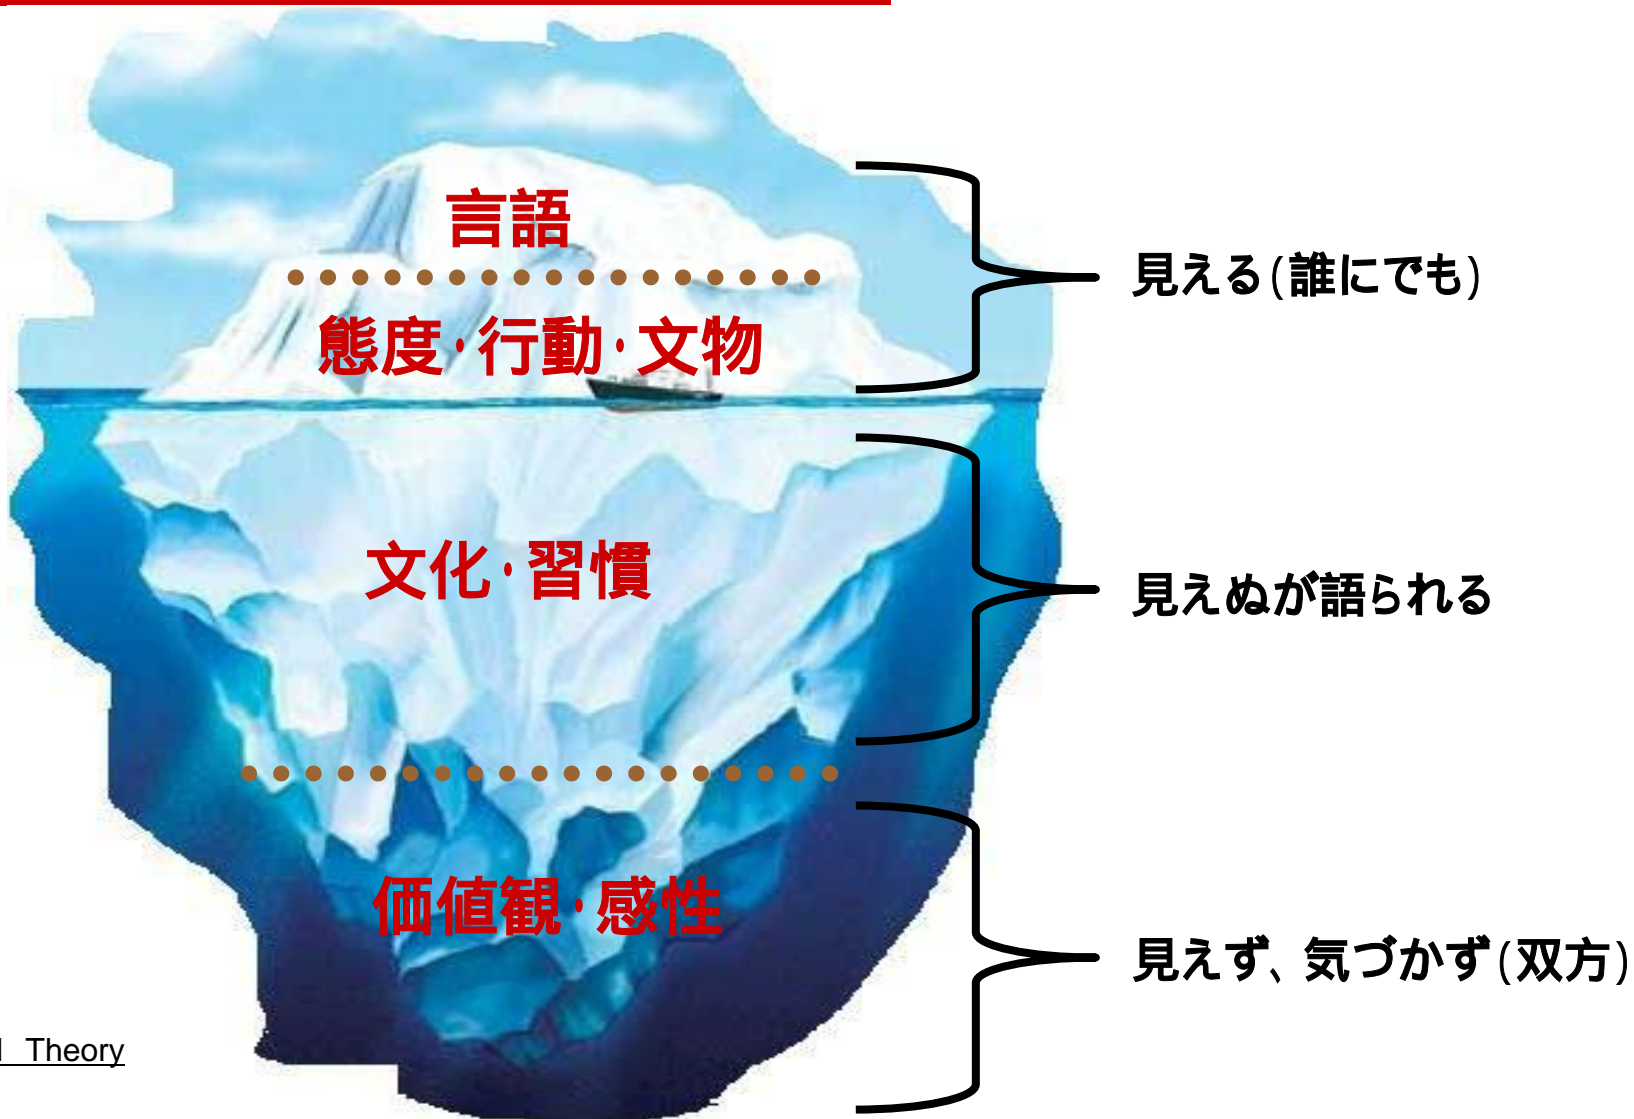 言語
態度・行動・文物
見える(誰にでも)
文化・習慣
見えぬが語られる
価値観・感性
見えず、気づかず(双方)
Theory